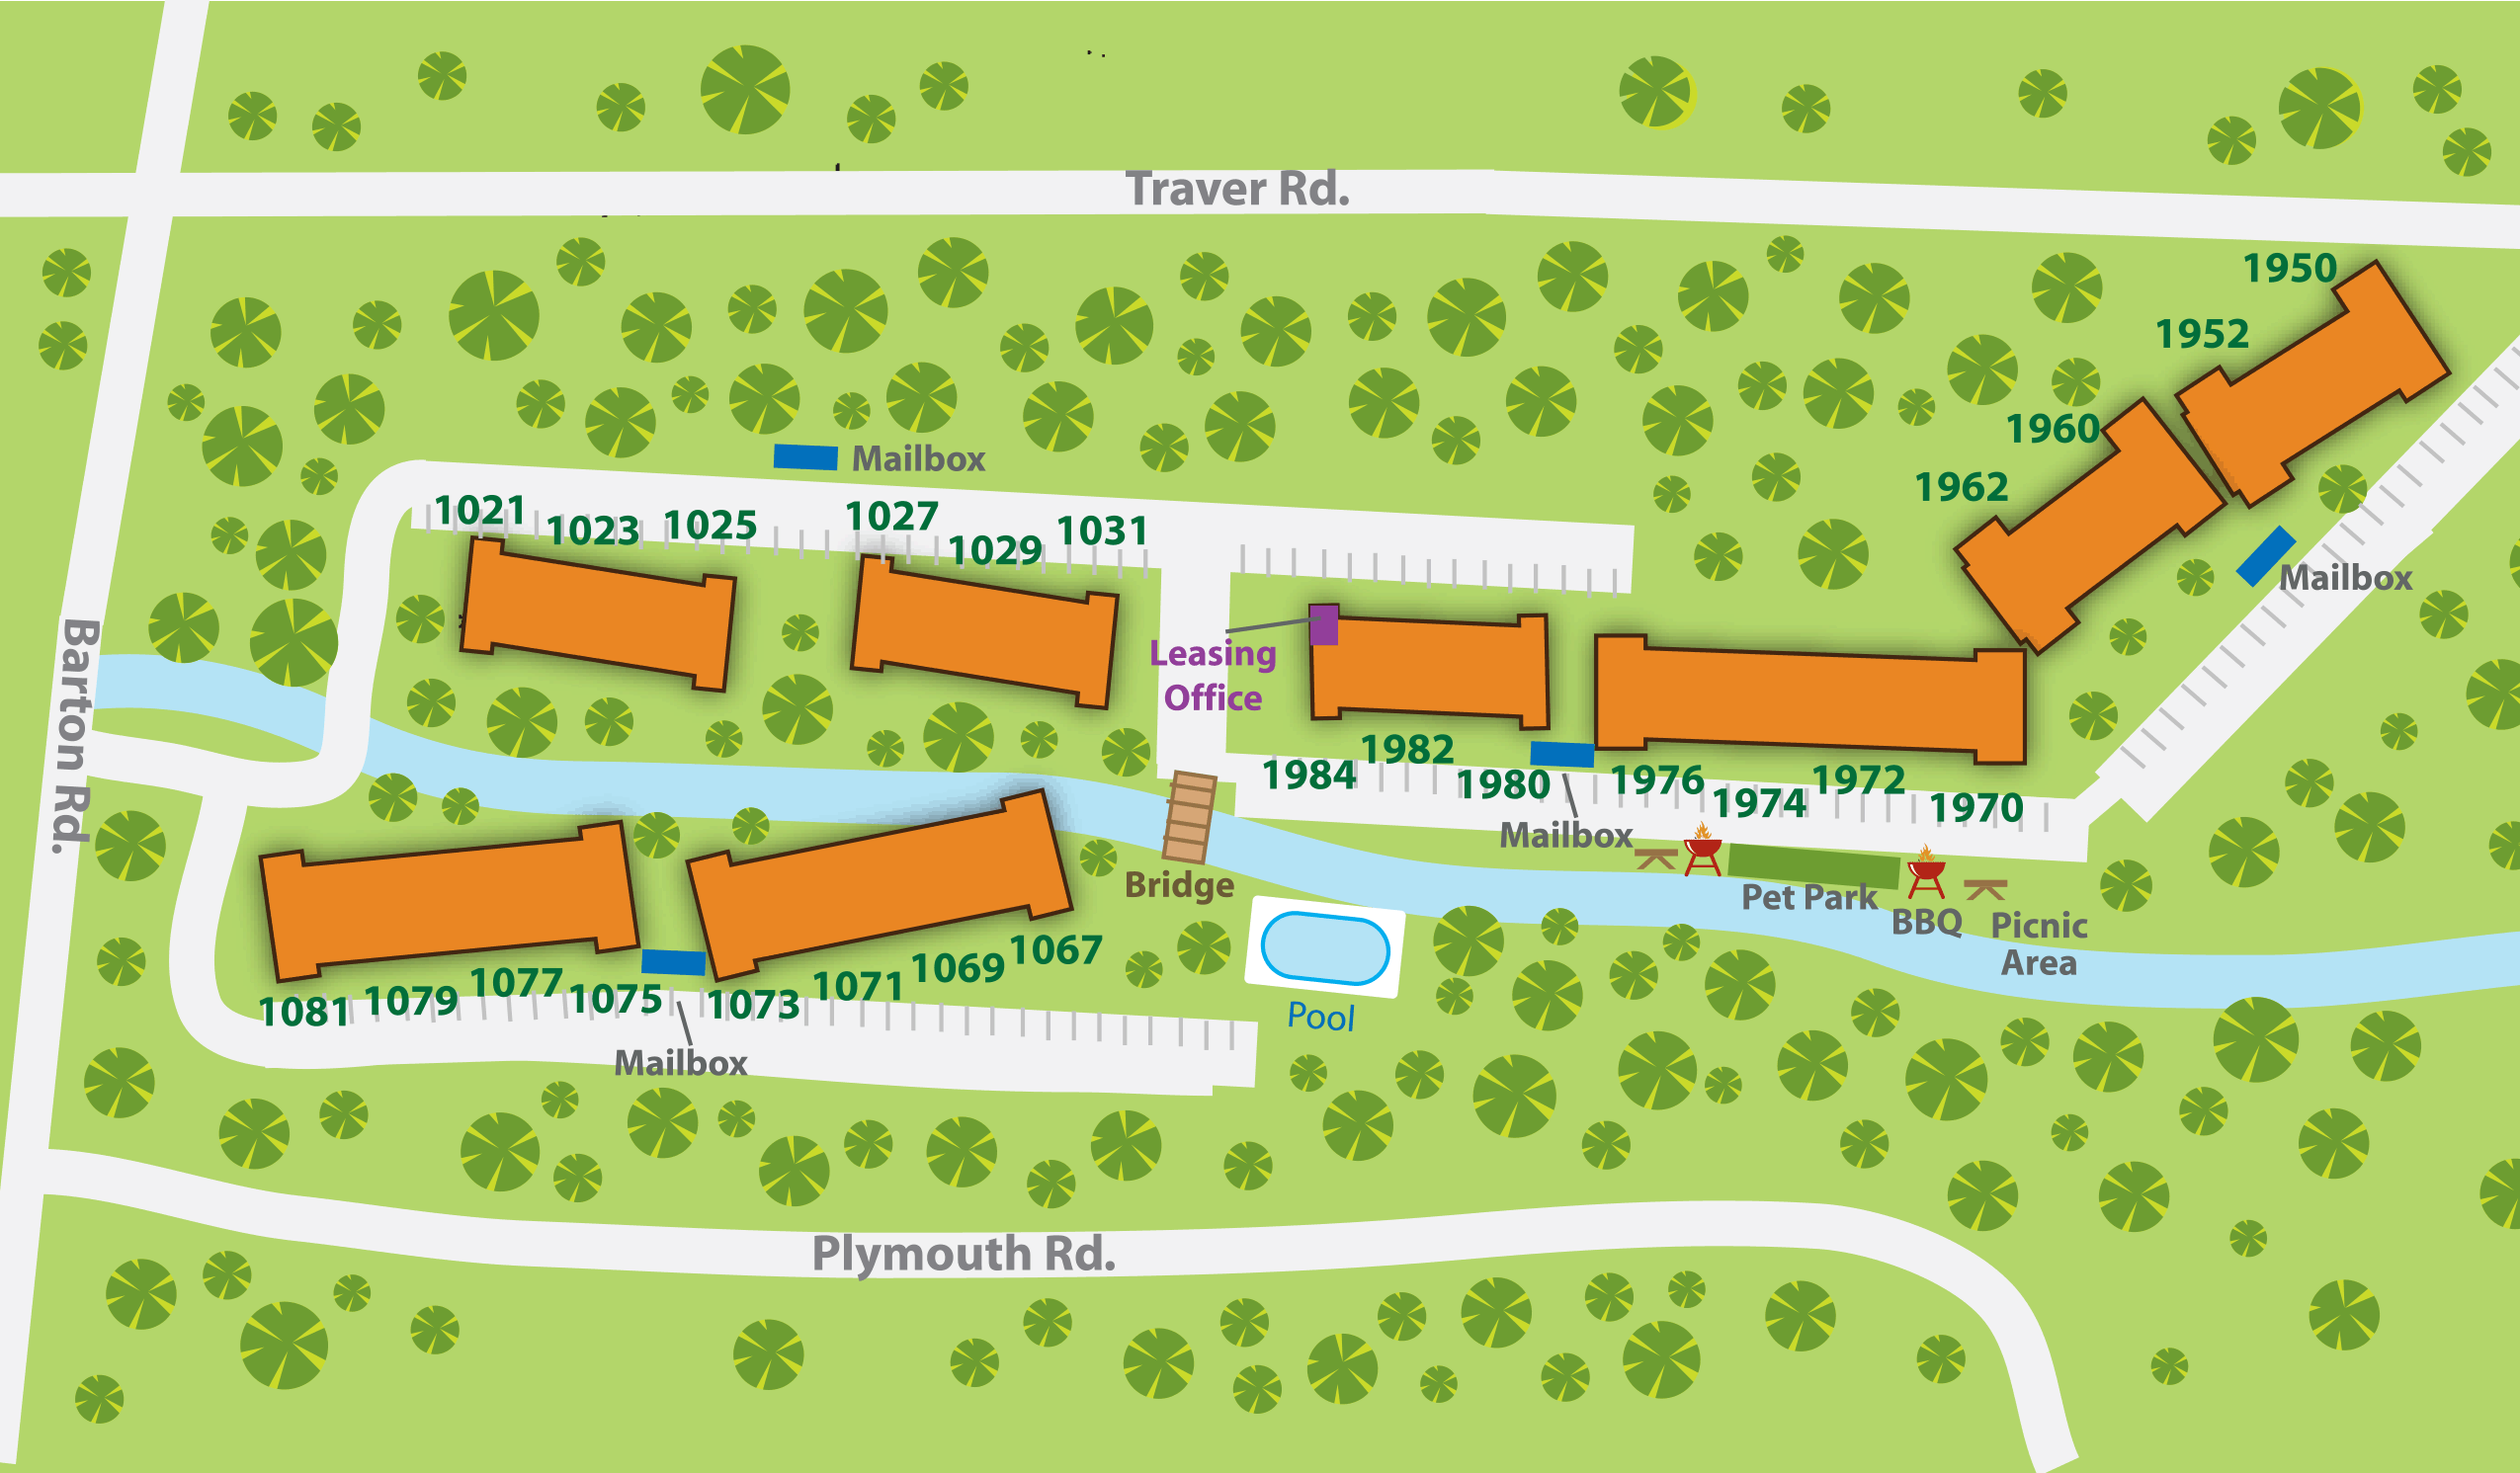 Traver Rd.
1950
1952
1960
1962
Mailbox
1021
1023
1025
1027
1029
1031
Mailbox
Leasing
Office
Barton Rd.
1984
1982
1980
1976
1974
1972
1970
Mailbox
Pet Park
BBQ
Picnic
Area
Bridge
Pool
1081
1079
1077
1075
1073
1071
1069
1067
Mailbox
Plymouth Rd.